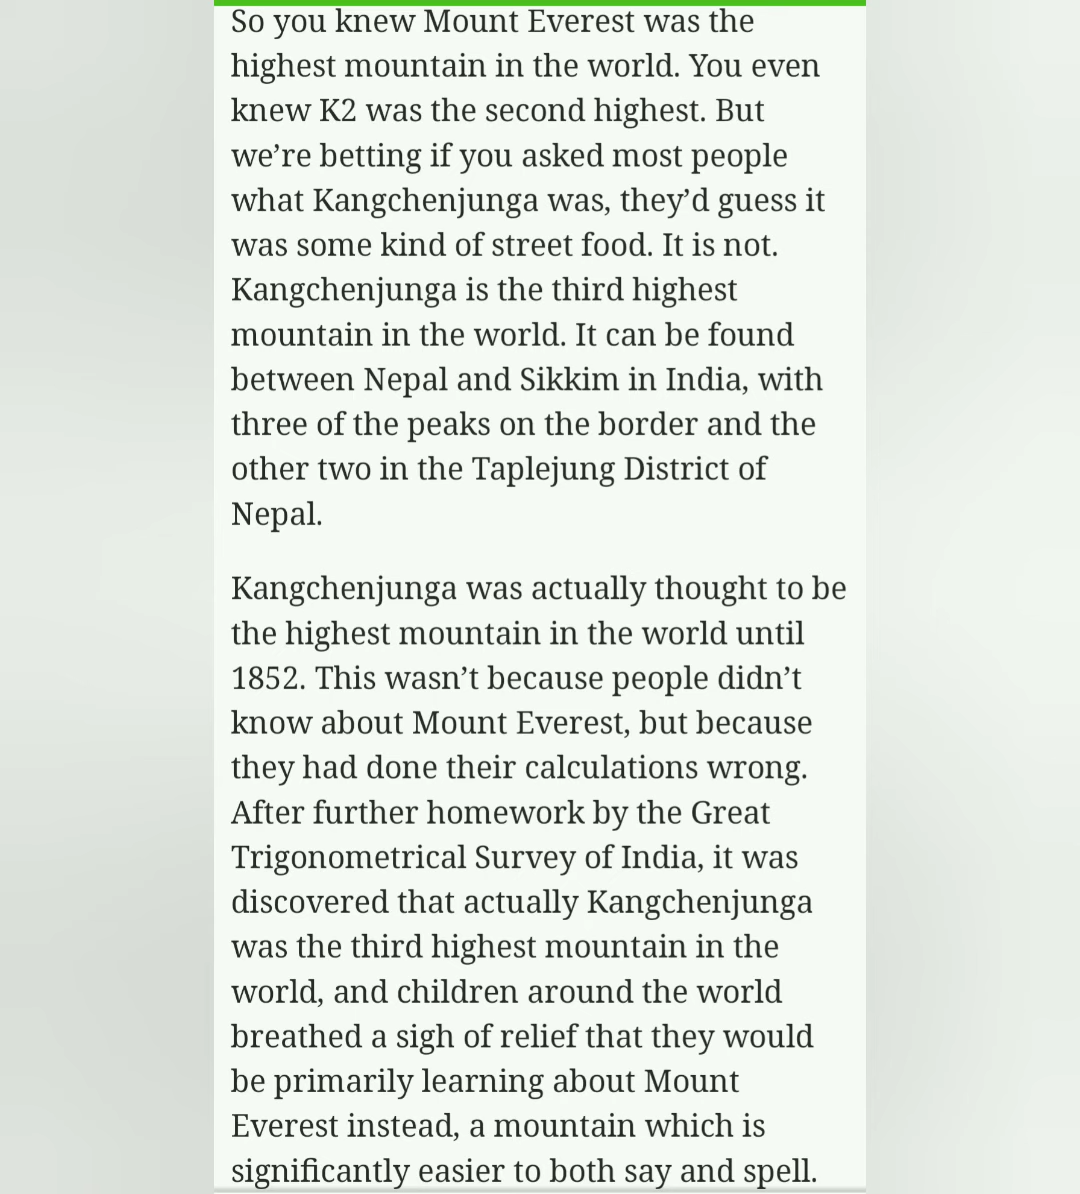 So you knew Mount Everest was the
highest mountain in the world. You even
knew K2 was the second highest. But
we’re betting if you asked most people
what Kangchenjunga was, they’d guess it
was some kind of street food. It is not.
Kangchenjunga is the third highest
mountain in the world. It can be found
between Nepal and Sikkim in India, with
three of the peaks on the border and the
other two in the Taplejung District of
Nepal.
Kangchenjunga was actually thought to be
the highest mountain in the world until
1852. This wasn’t because people didn’t
know about Mount Everest, but because
they had done their calculations wrong.
After further homework by the Great
Trigonometrical Survey of India, it was
discovered that actually Kangchenjunga
was the third highest mountain in the
world, and children around the world
breathed a sigh of relief that they would
be primarily learning about Mount
Everest instead, a mountain which is
significantly easier to both say and spell.